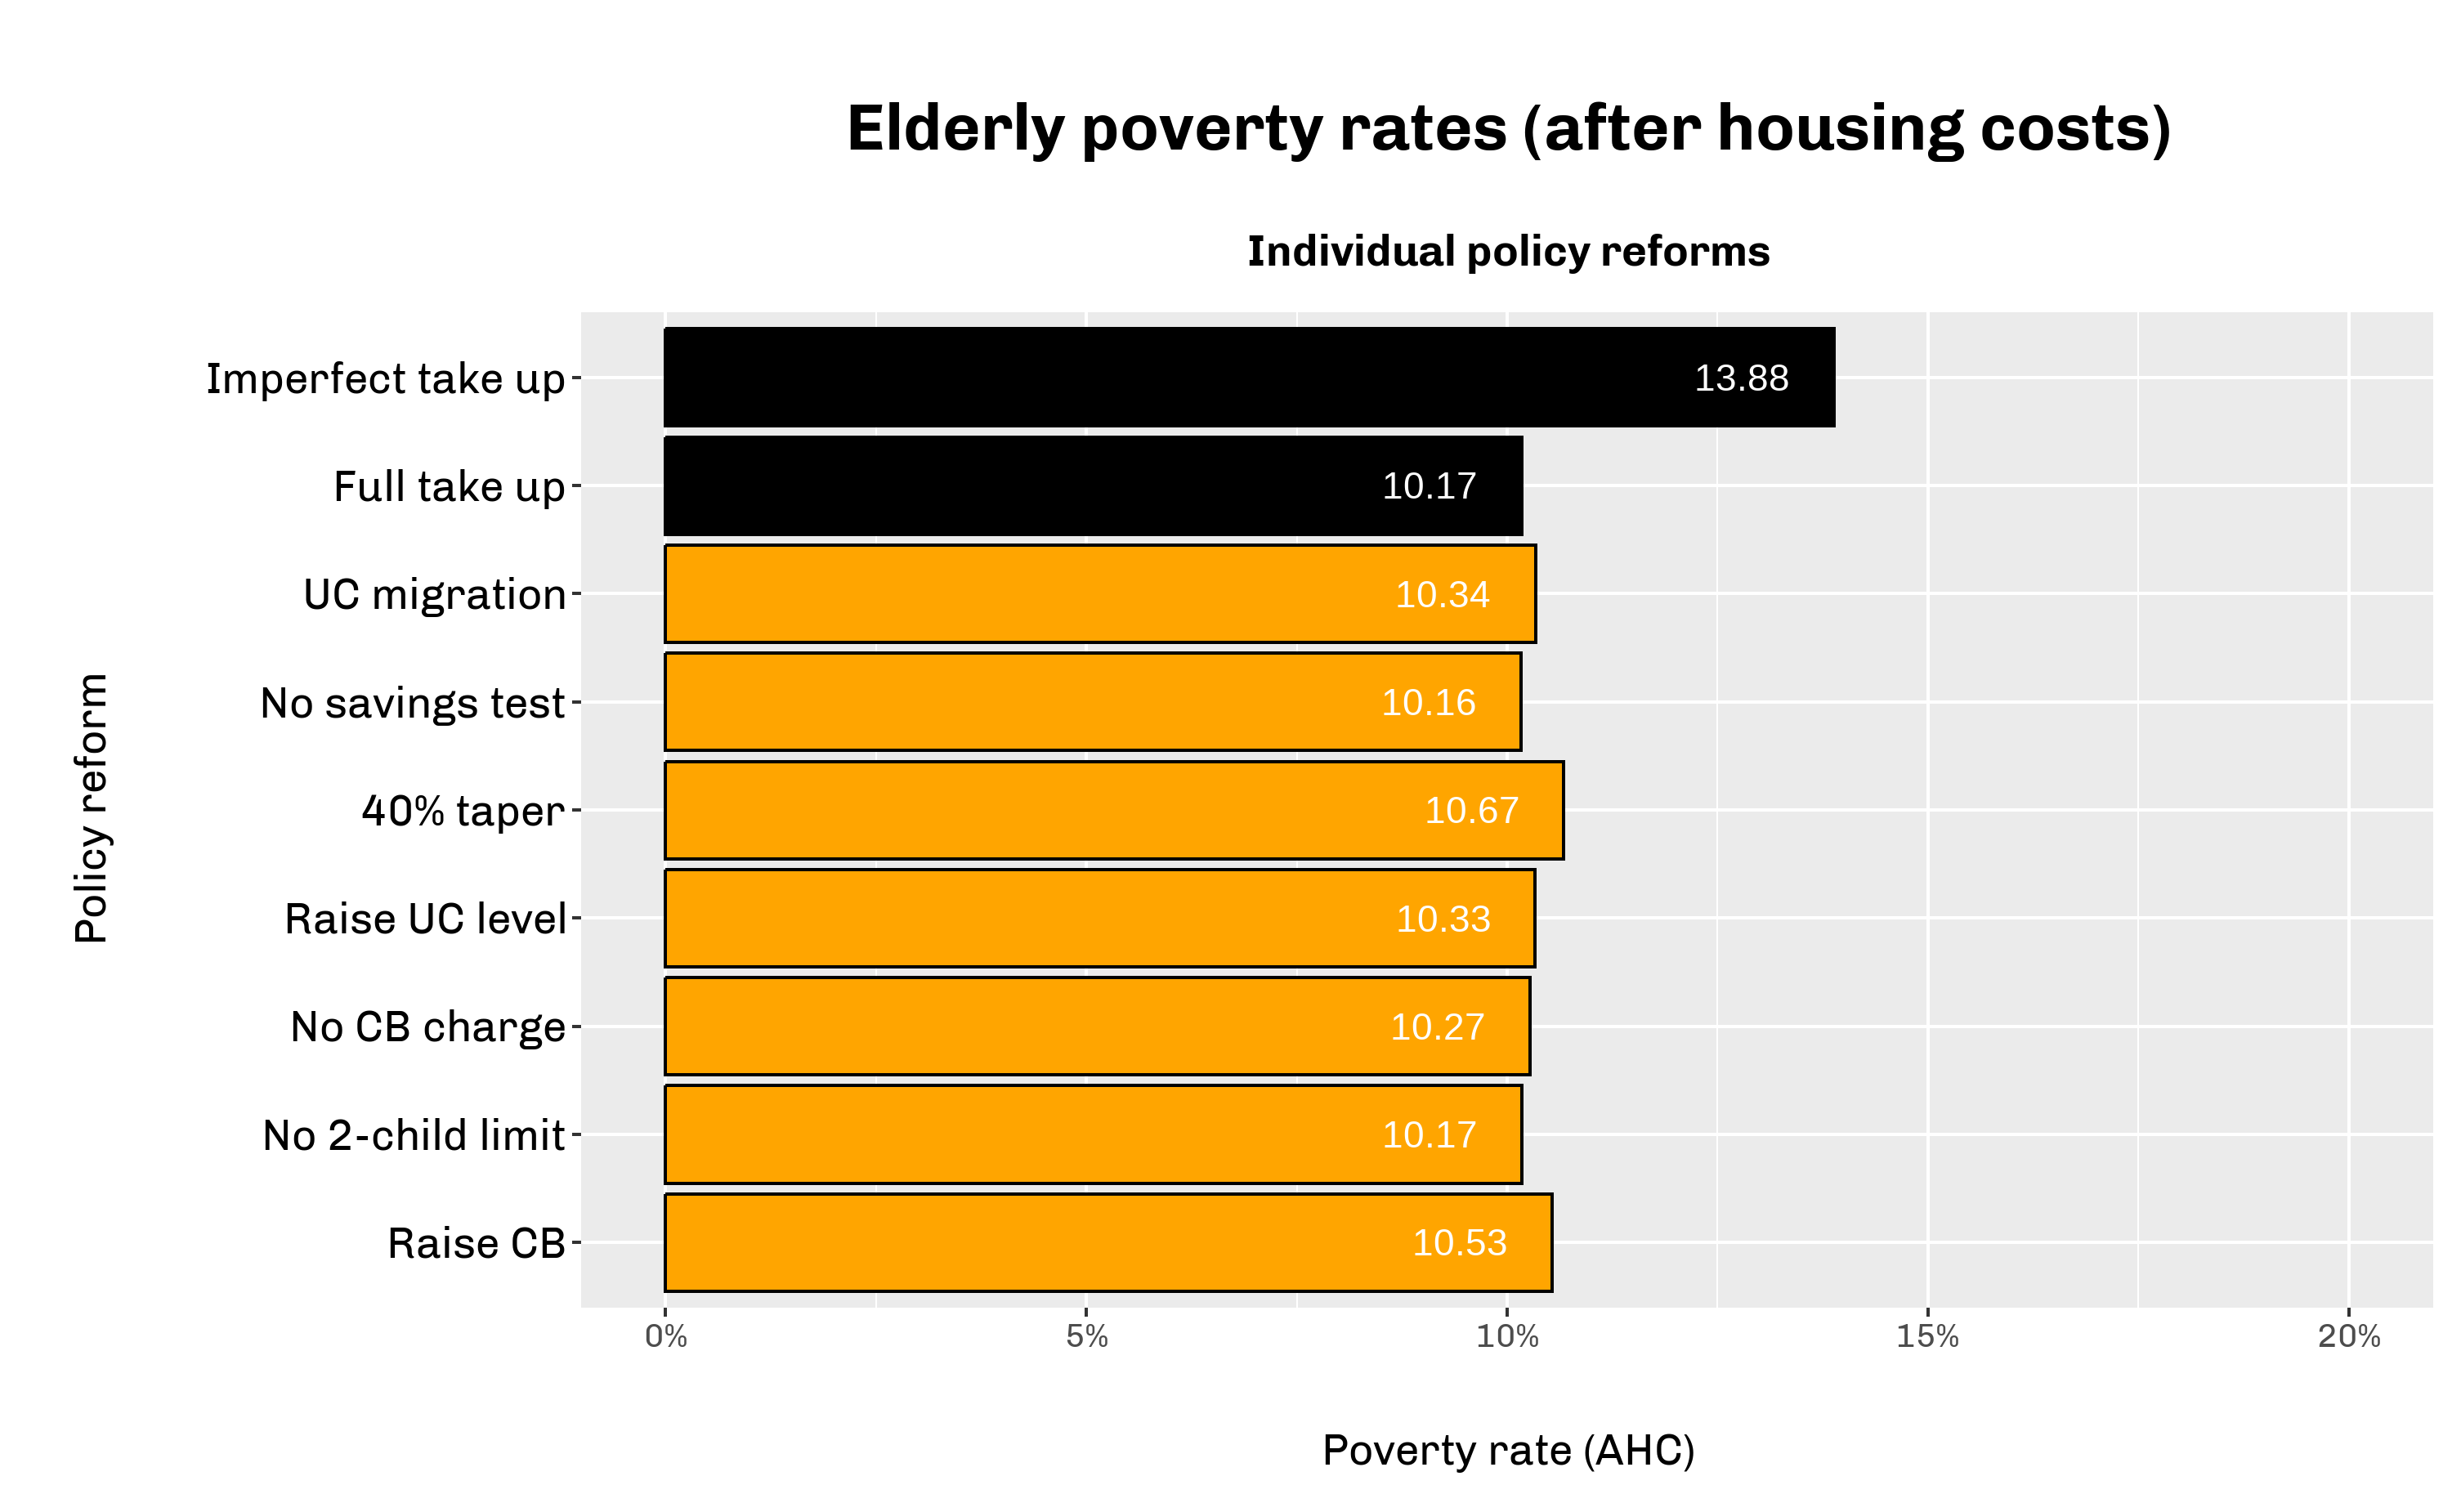 Elderly poverty rates (after housing costs)
Individual policy reforms
Policy reform
Imperfect take up
13.88
Full take up
10.17
UC migration
10.34
No savings test
10.16
40% taper
10.67
Raise UC level
10.33
No CB charge
10.27
No 2-child limit
10.17
Raise CB
10.53
0% 5% 10% 15% 20%
Poverty rate (AHC)